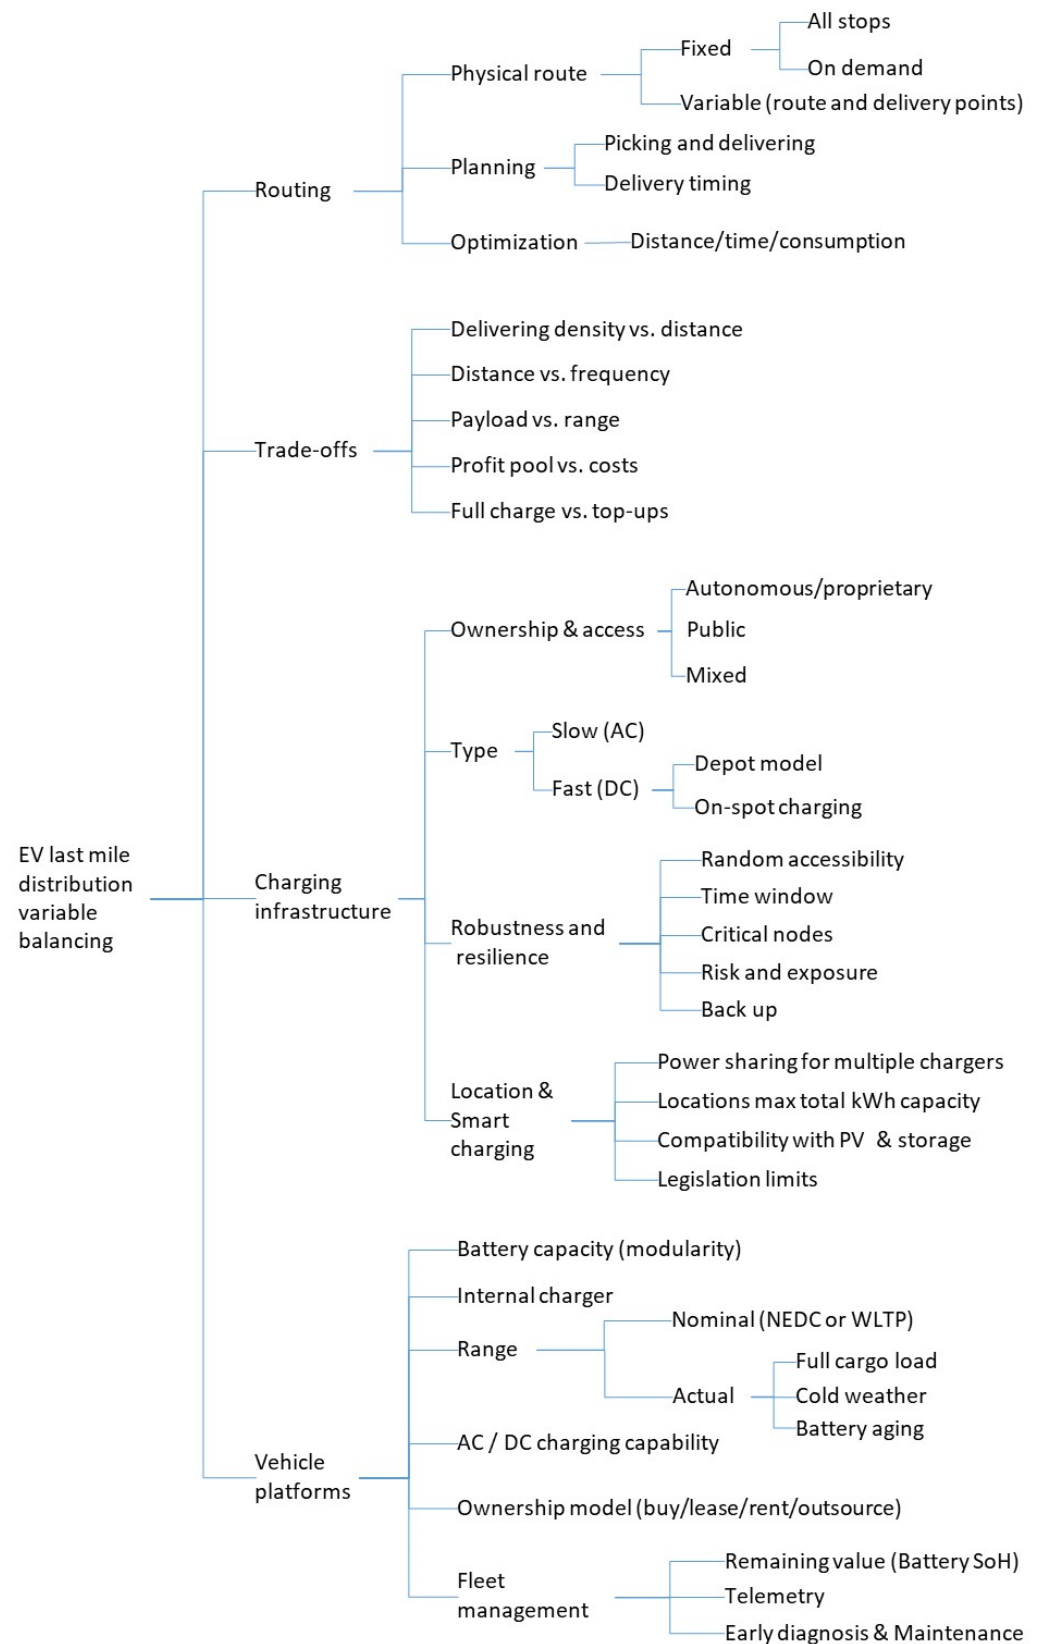 All stops
Fixed
On demand
Physical route
Variable (route and delivery points)
Picking and delivering
Planning
Delivery timing
Routing
Optimization
Distance/time/consumption
Delivering density vs. distance
Distance vs. frequency
Payload vs. range
Trade-offs
Profit pool vs. costs
Full charge vs. top-ups
Autonomous/proprietary
Ownership & access
Public
Mixed
Slow (AC)
Type
Depot model
Fast (DC)
On-spot charging
EV last mile
distribution
variable
balancing
Charging
infrastructure
Random accessibility
Time window
Robustness and
resilience
Critical nodes
Risk and exposure
Back up
Power sharing for multiple chargers
Location &
Smart
charging
Locations max total kWh capacity
Compatibility with PV & storage
Legislation limits
Battery capacity (modularity)
Internal charger
Nominal (NEDC or WLTP)
Range
Full cargo load
Actual
Cold weather
Battery aging
AC / DC charging capability
Vehicle
platforms
Ownership model (buy/lease/rent/outsource)
Remaining value (Battery SoH)
Fleet
management
Telemetry
Early diagnosis & Maintenance